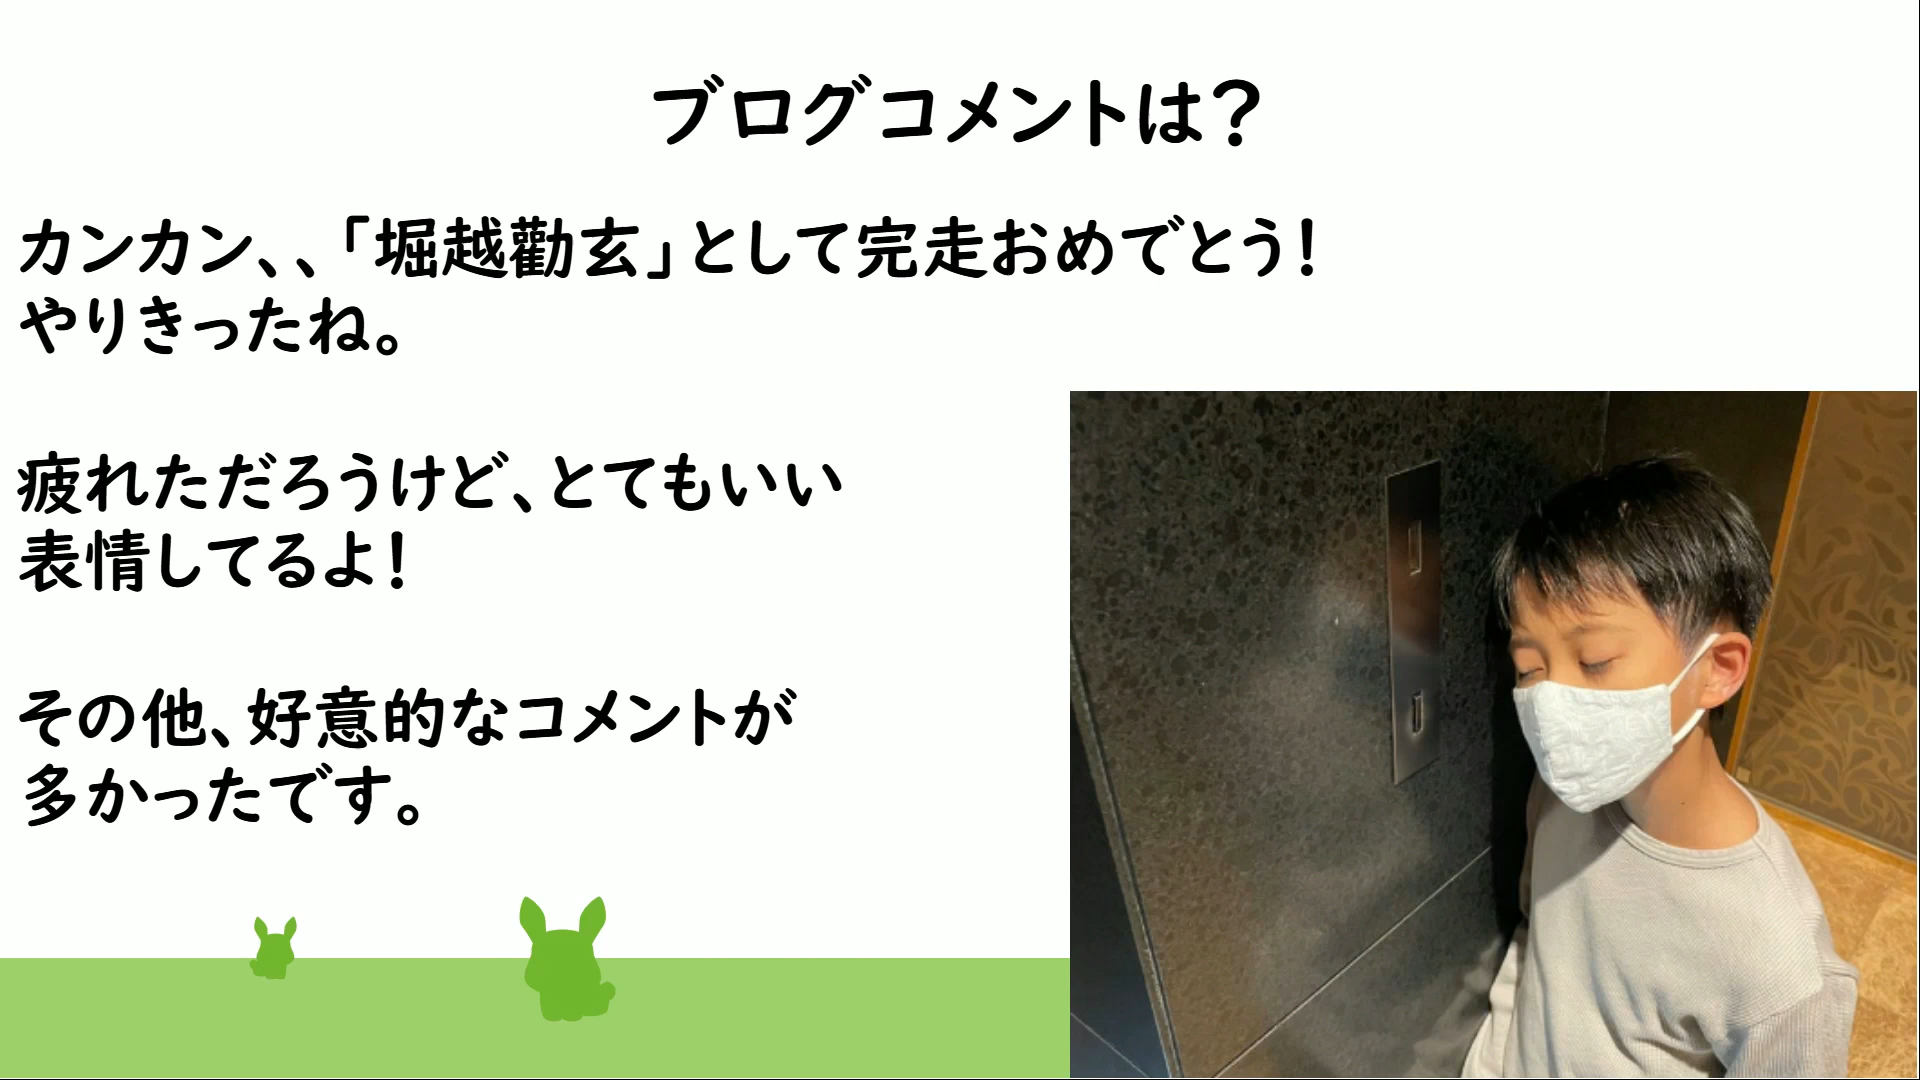 ブログコメントは？
カンカン、、「堀越勸玄」として完走おめでとう！
やりきったね。
疲れただろうけど、とてもいい
表情してるよ！
その他、好意的なコメントが
多かったです。